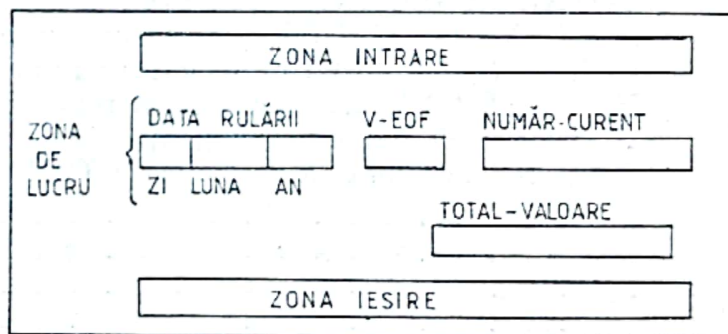 ZONA INTRARE
DATA RULĂRII V-EOF NUMĂR-CURENT
ZONA
DE
LUCRU
ZI LUNA AN
TOTAL-VALOARE
ZONA IESIRE